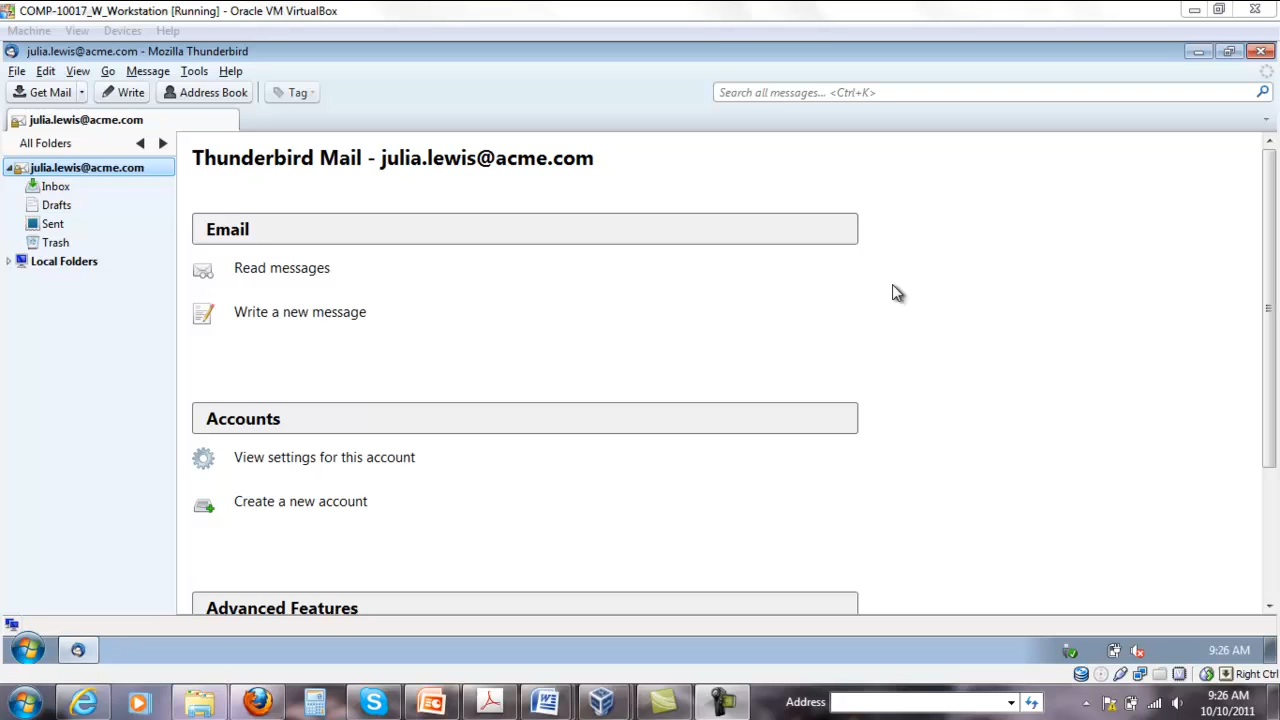 COMP-10017_W_Workstation [Running] - Oracle VM VirtualBox
Machine View Devices Help
julia.lewis@acme.com - Mozilla Thunderbird
File Edit View Go Message Tools Help
Get Mail Write Address Book Tag Search all messages... <Ctrl+K>
julia.lewis@acme.com
All Folders
julia.lewis@acme.com
Inbox
Drafts
Sent
Trash
Local Folders
Thunderbird Mail - julia.lewis@acme.com
Email
Read messages
Write a new message
Accounts
View settings for this account
Create a new account
Advanced Features
9:26 AM
Right Ctrl
Address
9:26 AM
10/10/2011